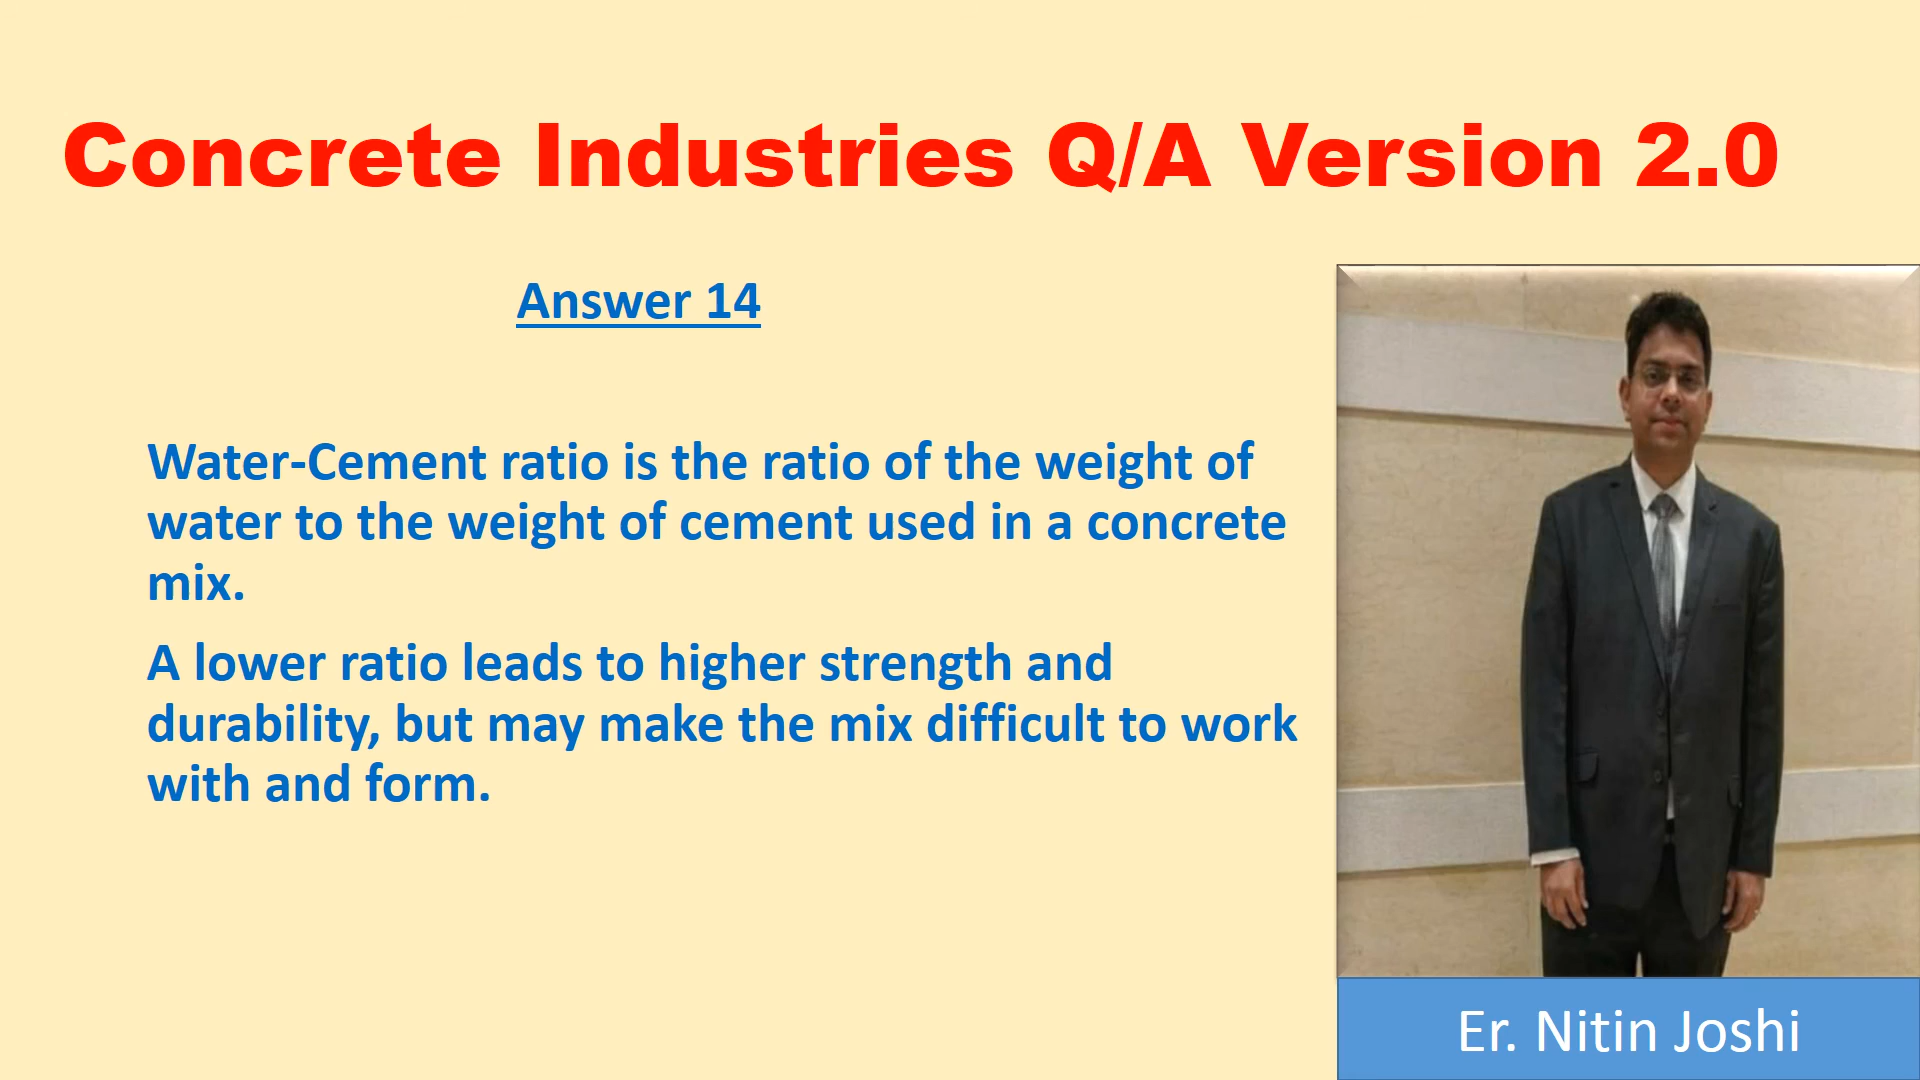 Concrete Industries Q/A Version 2.0
Answer 14
Water-Cement ratio is the ratio of the weight of
water to the weight of cement used in a concrete
mix.
A lower ratio leads to higher strength and
durability, but may make the mix difficult to work
with and form.
Er. Nitin Joshi